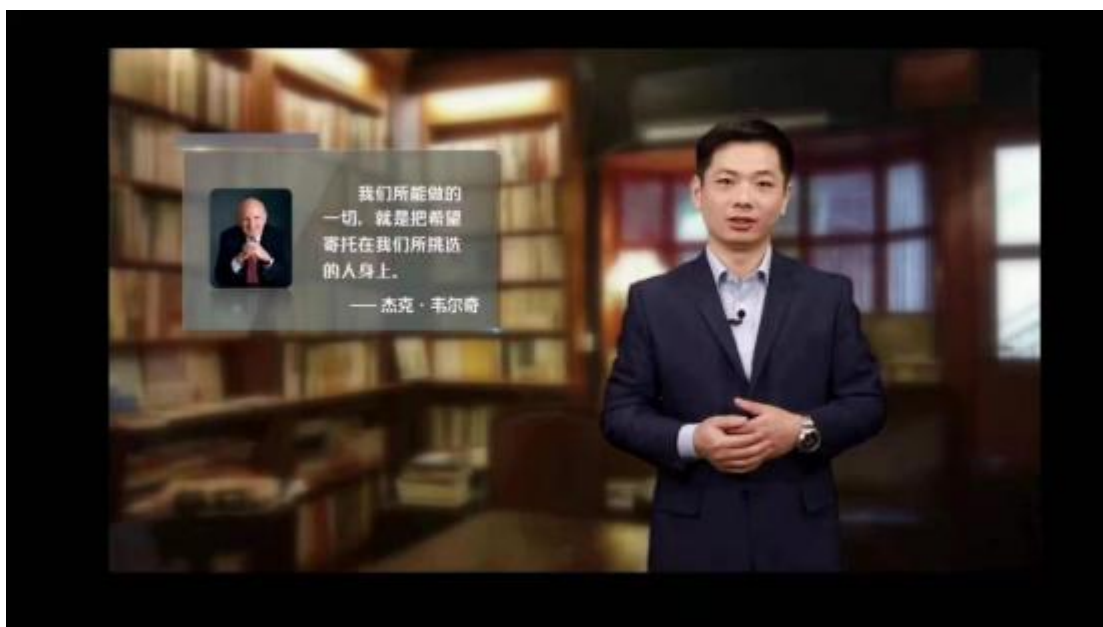 我们所能做的
一切，就是把希望
寄托在我们所挑选
的人身上。
—— 杰克·韦尔奇